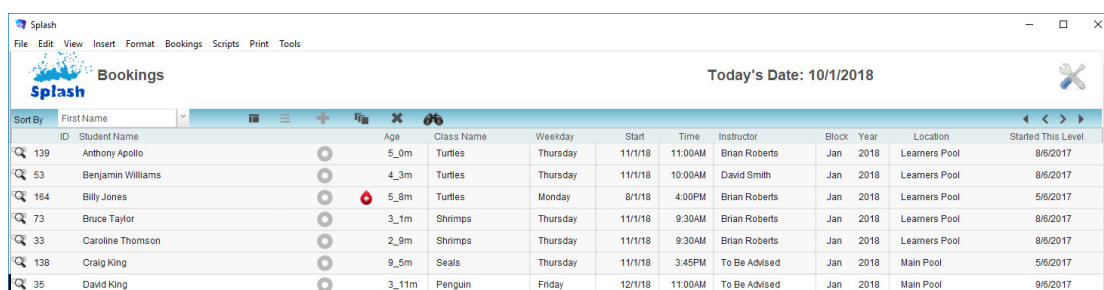 Splash
File Edit View Insert Format Bookings Scripts Print Tools
Splash Bookings Today's Date: 10/1/2018
Sort By First Name
ID Student Name Age Class Name Weekday Start Time Instructor Block Year Location Started This Level
139 Anthony Apollo 5_0m Turtles Thursday 11/1/18 11:00AM Brian Roberts Jan 2018 Learners Pool 8/6/2017
53 Benjamin Williams 4_3m Turtles Thursday 11/1/18 10:00AM David Smith Jan 2018 Learners Pool 8/6/2017
164 Billy Jones 5_8m Turtles Monday 8/1/18 4:00PM Brian Roberts Jan 2018 Learners Pool 5/6/2017
73 Bruce Taylor 3_1m Shrimps Thursday 11/1/18 9:30AM Brian Roberts Jan 2018 Learners Pool 8/6/2017
33 Caroline Thomson 2_9m Shrimps Thursday 11/1/18 9:30AM Brian Roberts Jan 2018 Learners Pool 8/6/2017
138 Craig King 9_5m Seals Thursday 11/1/18 3:45PM To Be Advised Jan 2018 Main Pool 5/6/2017
35 David King 3_11m Penguin Friday 12/1/18 11:00AM To Be Advised Jan 2018 Main Pool 9/6/2017